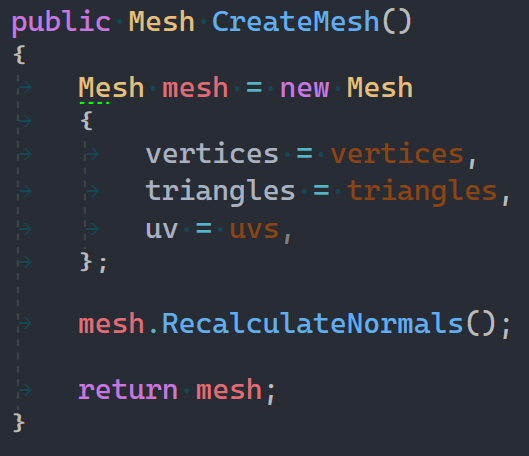 public Mesh CreateMesh()
{
    Mesh mesh = new Mesh
    {
        vertices = vertices,
        triangles = triangles,
        uv = uvs,
    };

    mesh.RecalculateNormals();

    return mesh;
}